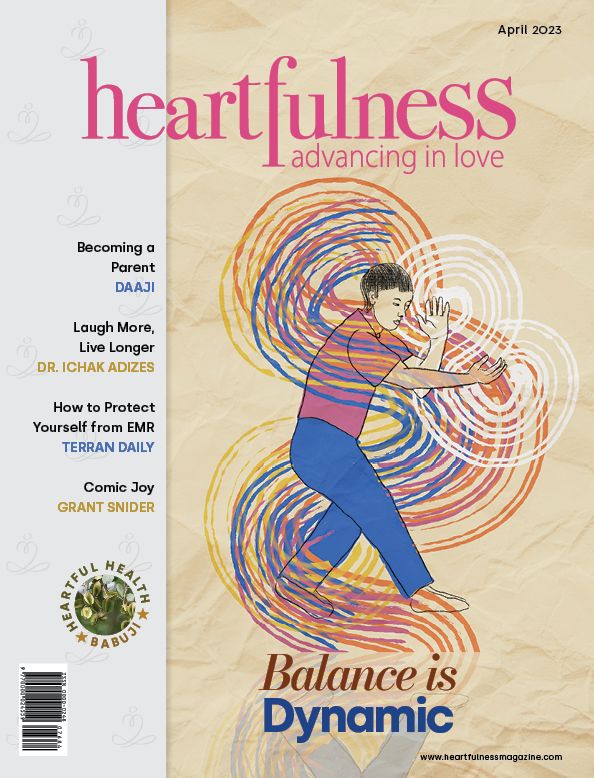 April 2023
heartfulness
advancing in love
Becoming a
Parent
DAAJI
Laugh More,
Live Longer
DR. ICHAK ADIZES
How to Protect
Yourself from EMR
TERRAN DAILY
Comic Joy
GRANT SNIDER
HEARTFUL HEALTH
BABUJI
Balance is
Dynamic
www.heartfulnessmagazine.com